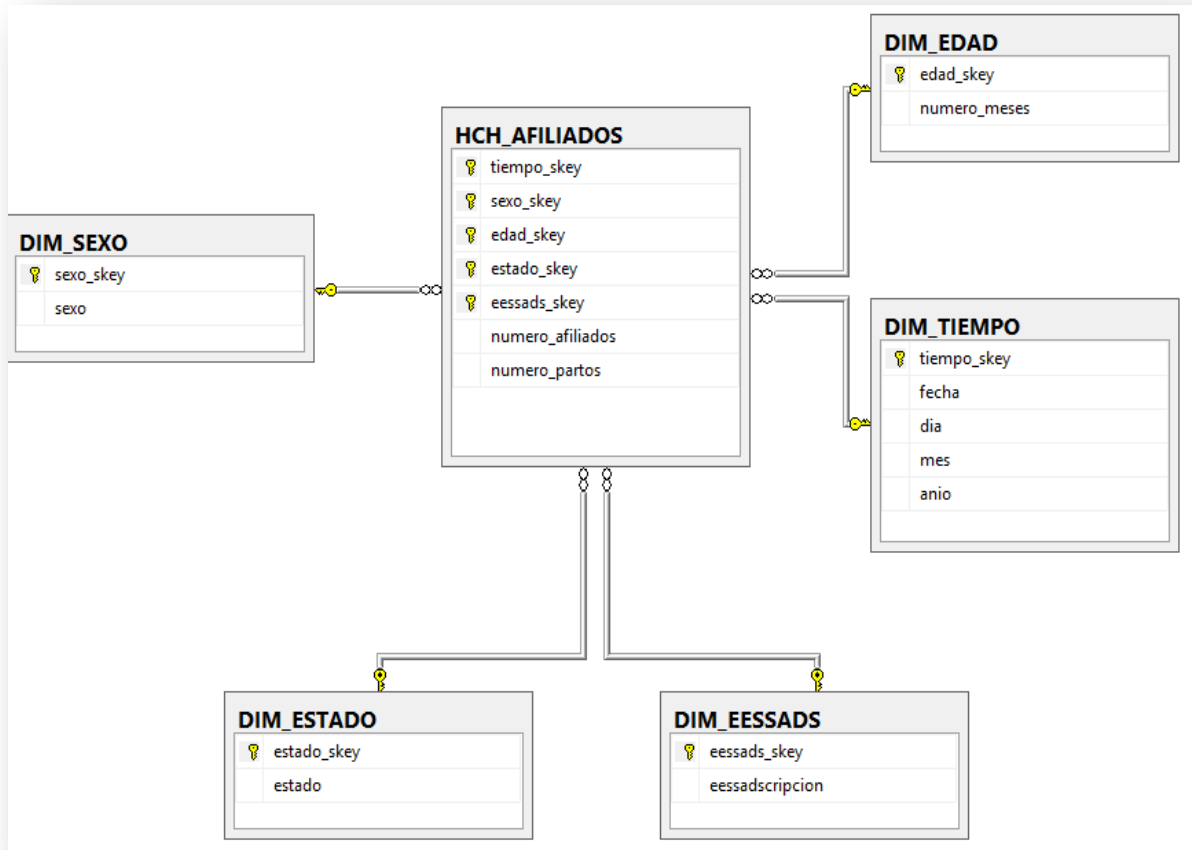 DIM_EDAD
edad_skey
numero_meses
HCH_AFILIADOS
tiempo_skey
sexo_skey
edad_skey
estado_skey
eessads_skey
numero_afiliados
numero_partos
DIM_SEXO
sexo_skey
sexo
DIM_TIEMPO
tiempo_skey
fecha
dia
mes
anio
DIM_ESTADO
estado_skey
estado
DIM_EESSADS
eessads_skey
eessadscripcion